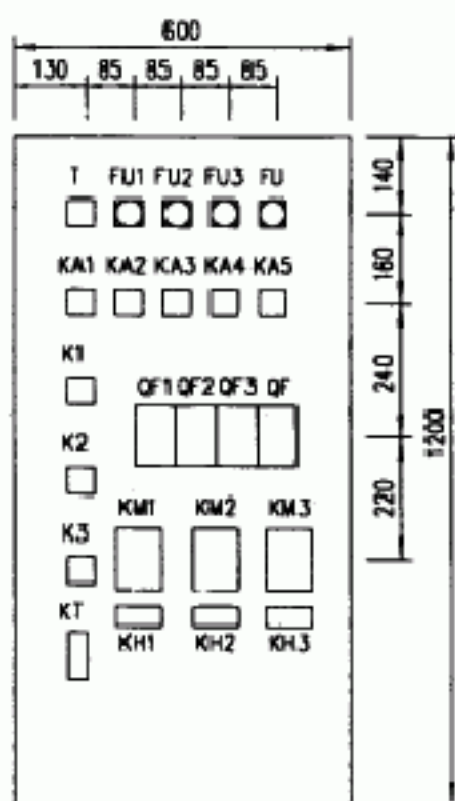 600
130 85 85 85 85
T FU1 FU2 FU3 FU
140
KA1 KA2 KA3 KA4 KA5
160
K1
QF1 QF2 QF3 QF
240
1200
K2
220
KM1 KM2 KM3
K3
KT
KH1 KH2 KH3